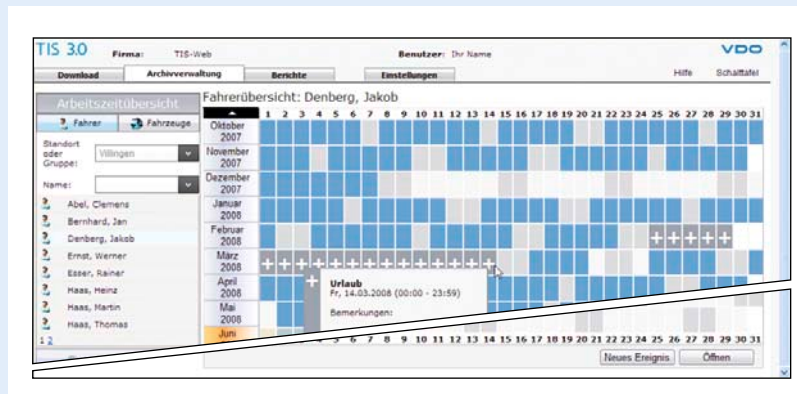 TIS 3.0 Firma: TIS-Web Benutzer: Ihr Name VDO
Download Archivverwaltung Berichte Einstellungen Hilfe Schalttafel
Arbeitszeitübersicht
Fahrer Fahrzeuge
Standort oder Gruppe: Villingen
Name:
Abel, Clemens
Bernhard, Jan
Denberg, Jakob
Ernst, Werner
Esser, Rainer
Haas, Heinz
Haas, Martin
Haas, Thomas
1 2
Fahrerübersicht: Denberg, Jakob
1 2 3 4 5 6 7 8 9 10 11 12 13 14 15 16 17 18 19 20 21 22 23 24 25 26 27 28 29 30 31
Oktober
2007
November
2007
Dezember
2007
Januar
2008
Februar
2008
März
2008
April
2008
Mai
2008
Juni
Urlaub
Fr, 14.03.2008 (00:00 - 23:59)
Bemerkungen:
5 6 7 8 9 10 11 12 13 14 15 16 17 18 19 20 21 22 23 24 25 26 27 28 29 30 31
Neues Ereignis Öffnen